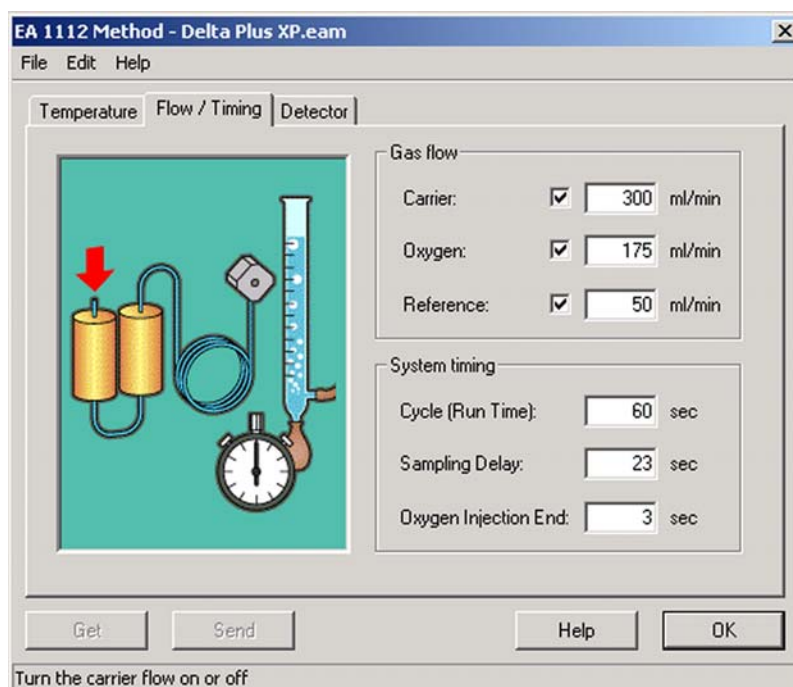 EA 1112 Method - Delta Plus XP.eam
File Edit Help
Temperature Flow / Timing Detector
Gas flow
Carrier: 300 ml/min
Oxygen: 175 ml/min
Reference: 50 ml/min
System timing
Cycle (Run Time): 60 sec
Sampling Delay: 23 sec
Oxygen Injection End: 3 sec
Get Send Help OK
Turn the carrier flow on or off